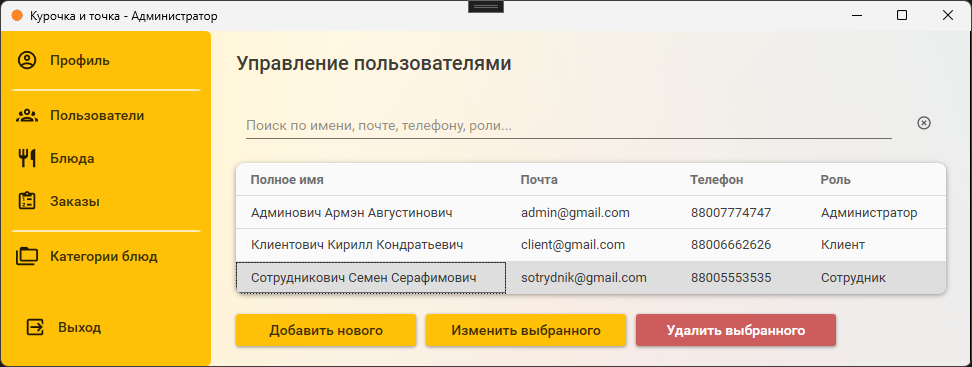 Курочка и точка - Администратор
Профиль
Пользователи
Блюда
Заказы
Категории блюд
Выход
Управление пользователями
Поиск по имени, почте, телефону, роли...
Полное имя Почта Телефон Роль
Админович Армэн Августинович admin@gmail.com 88007774747 Администратор
Клиентович Кирилл Кондратьевич client@gmail.com 88006662626 Клиент
Сотрудникович Семен Серафимович sotrydnik@gmail.com 88005553535 Сотрудник
Добавить нового Изменить выбранного Удалить выбранного